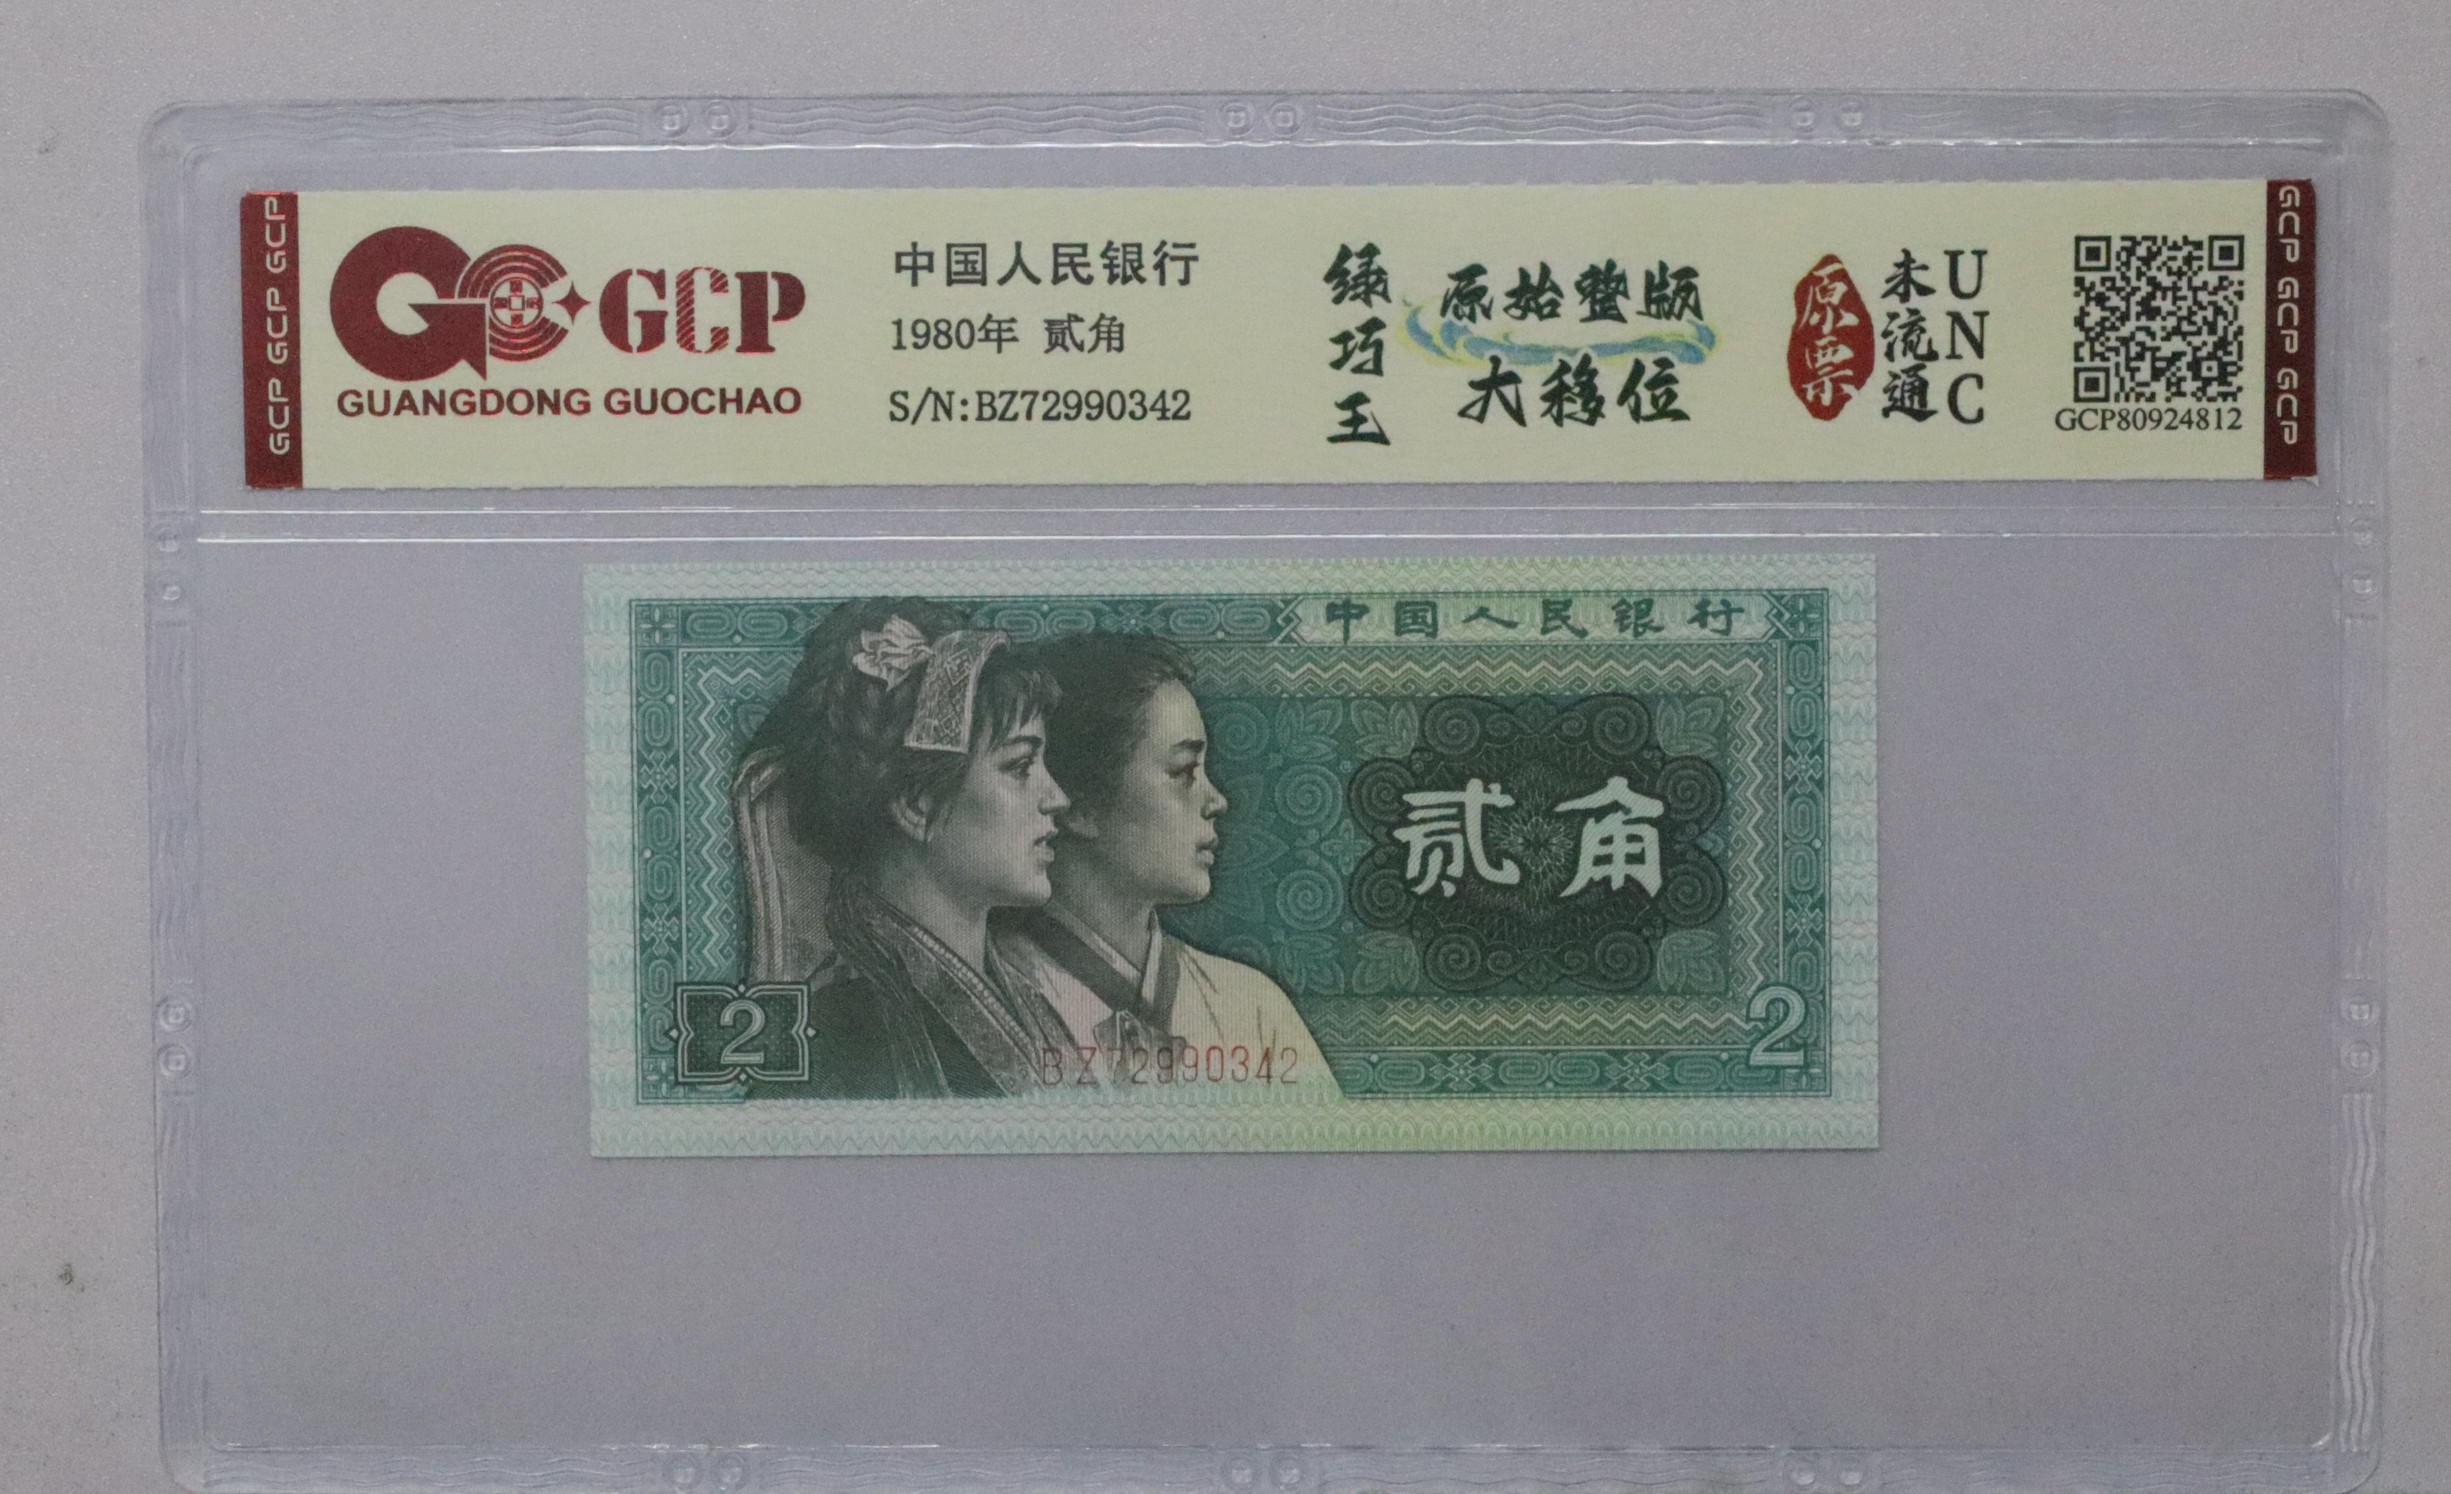 GCP GCP GCP
GCP
GUANGDONG GUOCHAO
中国人民银行
1980年 贰角
S/N:BZ72990342
绿巧王
原始整版
大移位
原票
未流通
UNC
GCP80924812
GCP GCP GCP
中国人民银行
贰角
2
2
BZ72990342